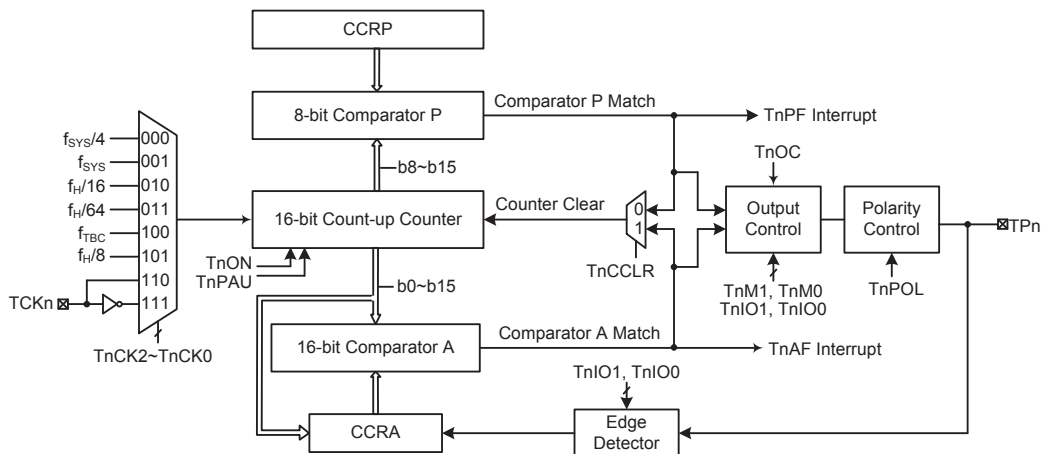 CCRP
8-bit Comparator P
Comparator P Match
TnPF Interrupt
b8~b15
TnOC
fSYS/4
000
fSYS
001
fH/16
010
fH/64
011
fTBC
100
fH/8
101
110
111
TCKn
TnCK2~TnCK0
16-bit Count-up Counter
Counter Clear
0
1
TnCCLR
Output
Control
Polarity
Control
TPn
TnON
TnPAU
TnM1, TnM0
TnIO1, TnIO0
TnPOL
b0~b15
16-bit Comparator A
Comparator A Match
TnAF Interrupt
TnIO1, TnIO0
CCRA
Edge
Detector